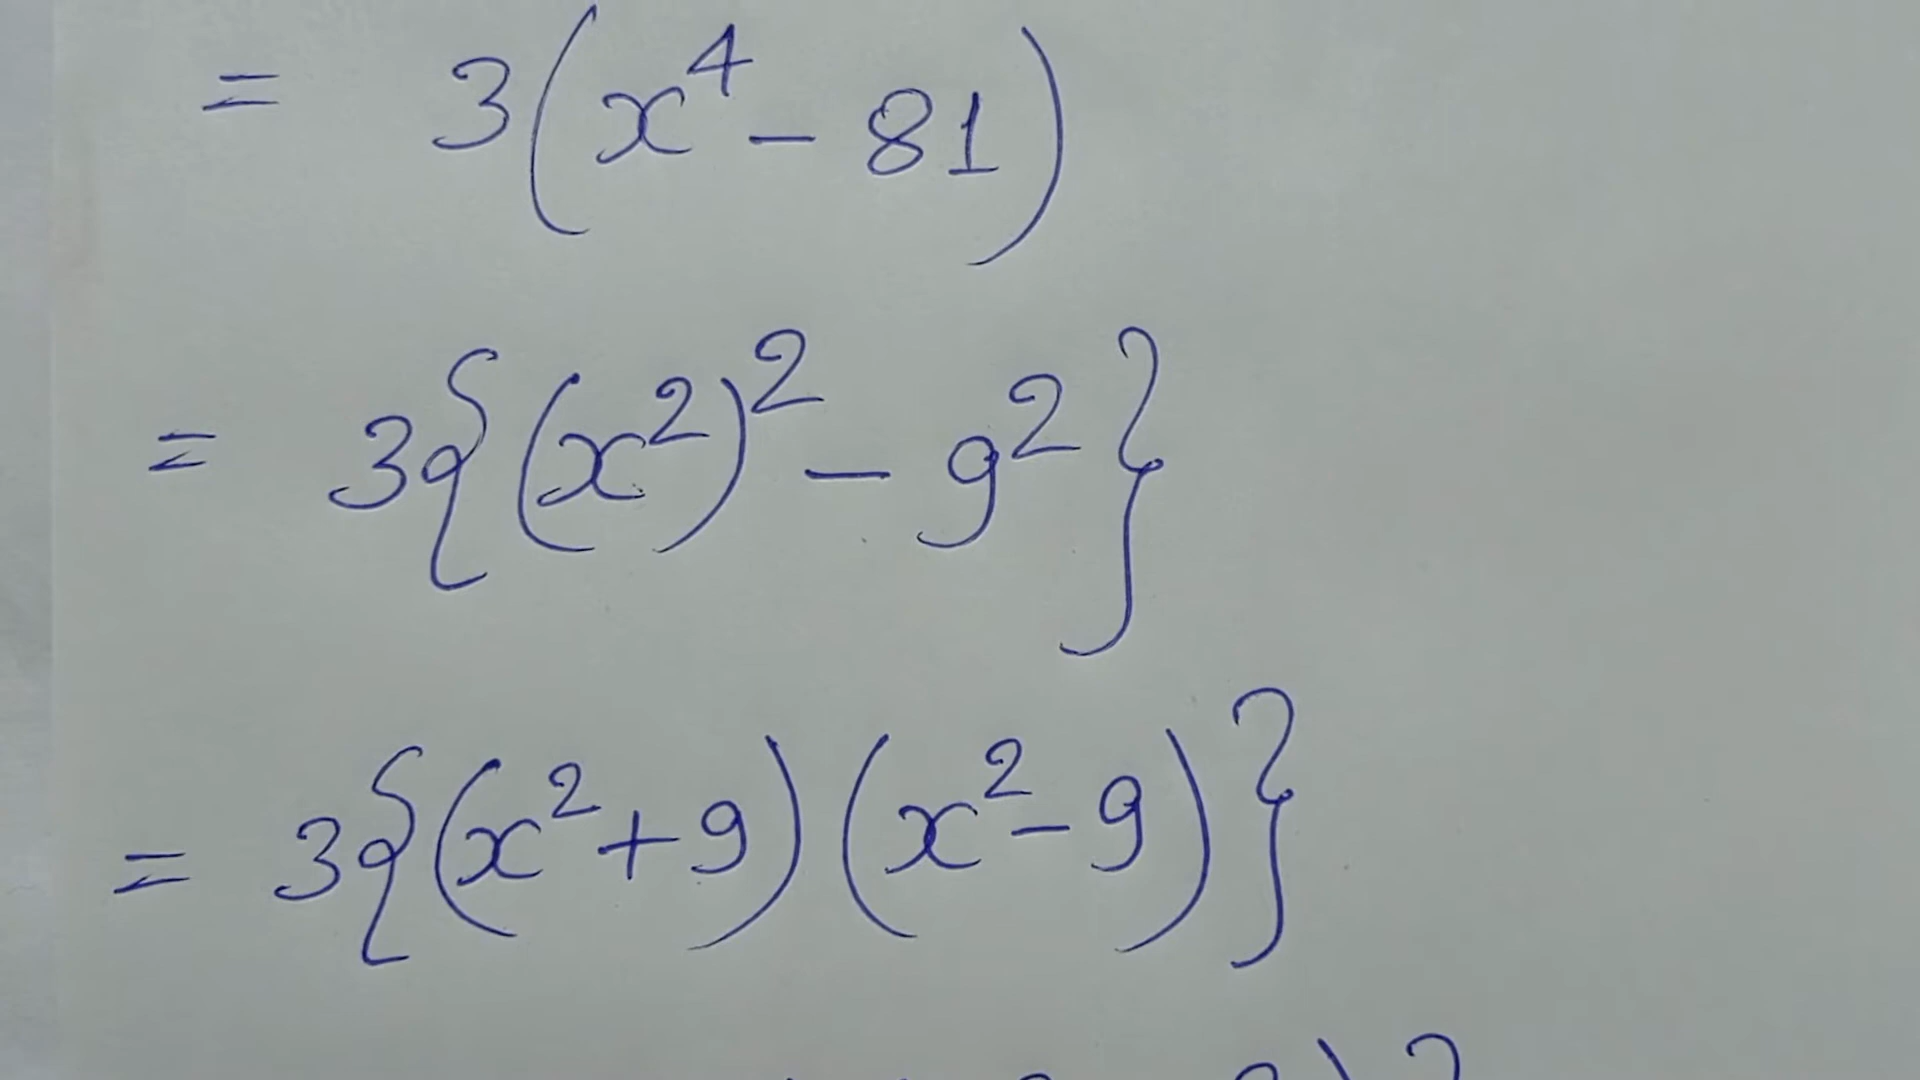 = 3(x⁴ - 81)
= 3{(x²)² - 9²}
= 3{(x²+9)(x²-9)}